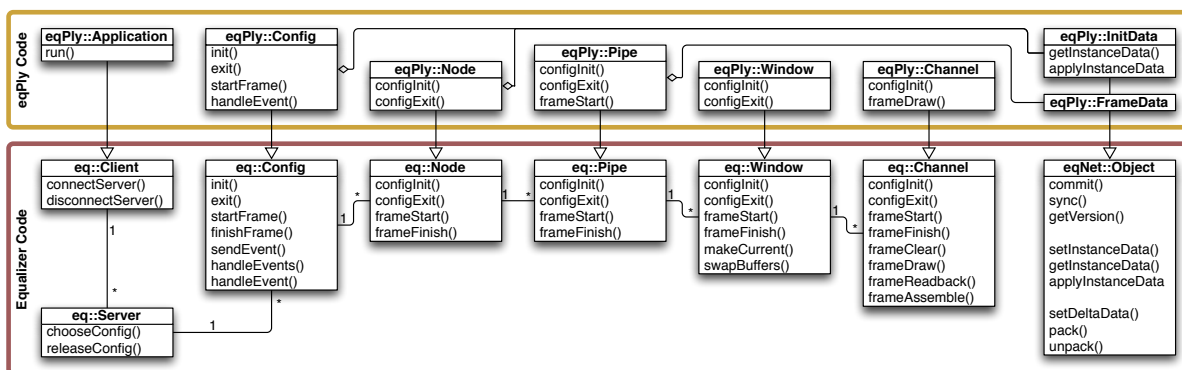 eqPly Code
eqPly::Application
run()
eqPly::Config
init()
exit()
startFrame()
handleEvent()
eqPly::Node
configInit()
configExit()
eqPly::Pipe
configInit()
configExit()
frameStart()
eqPly::Window
configInit()
configExit()
eqPly::Channel
configInit()
frameDraw()
eqPly::InitData
getInstanceData()
applyInstanceData
eqPly::FrameData
Equalizer Code
eq::Client
connectServer()
disconnectServer()
1
*
eq::Server
chooseConfig()
releaseConfig()
1
*
eq::Config
init()
exit()
startFrame()
finishFrame()
sendEvent()
handleEvents()
handleEvent()
1
*
eq::Node
configInit()
configExit()
frameStart()
frameFinish()
1
*
eq::Pipe
configInit()
configExit()
frameStart()
frameFinish()
1
*
eq::Window
configInit()
configExit()
frameStart()
frameFinish()
makeCurrent()
swapBuffers()
1
*
eq::Channel
configInit()
configExit()
frameStart()
frameFinish()
frameClear()
frameDraw()
frameReadback()
frameAssemble()
eqNet::Object
commit()
sync()
getVersion()
setInstanceData()
getInstanceData()
applyInstanceData
setDeltaData()
pack()
unpack()